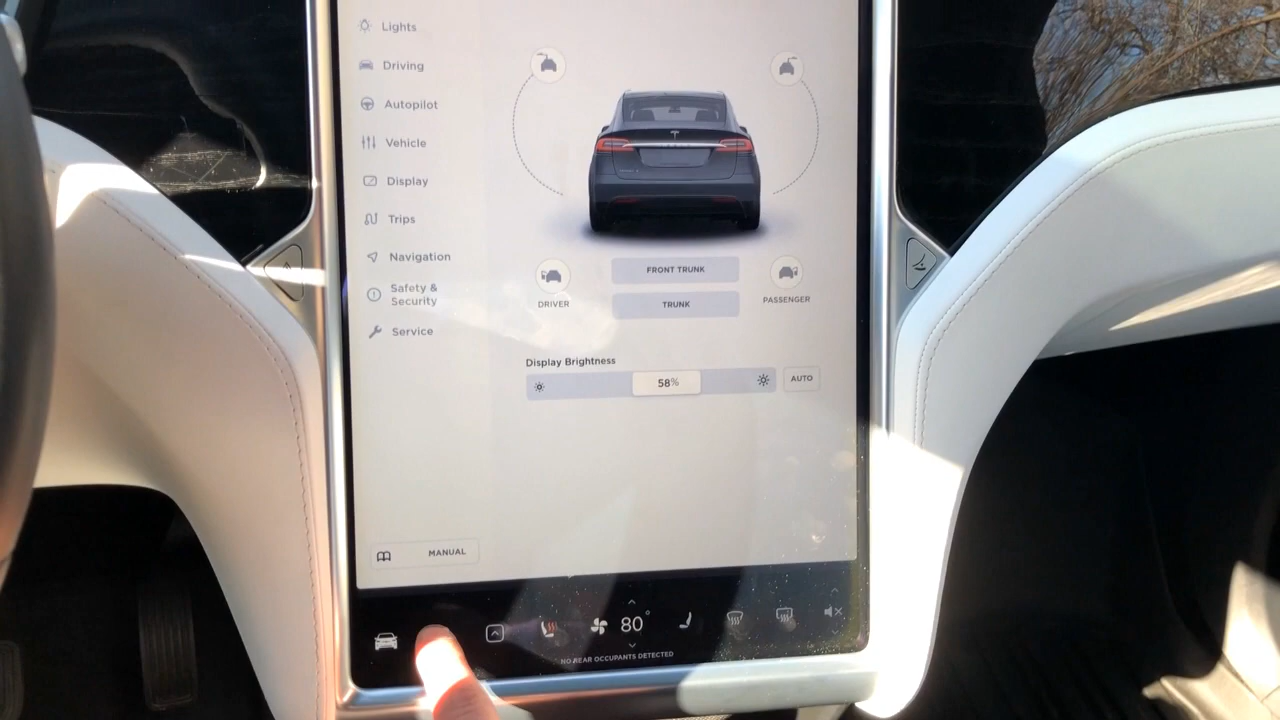 Lights
Driving
Autopilot
Vehicle
Display
Trips
Navigation
Safety &
Security
Service
DRIVER
FRONT TRUNK
TRUNK
PASSENGER
Display Brightness
58%
AUTO
MANUAL
80°
NO REAR OCCUPANTS DETECTED